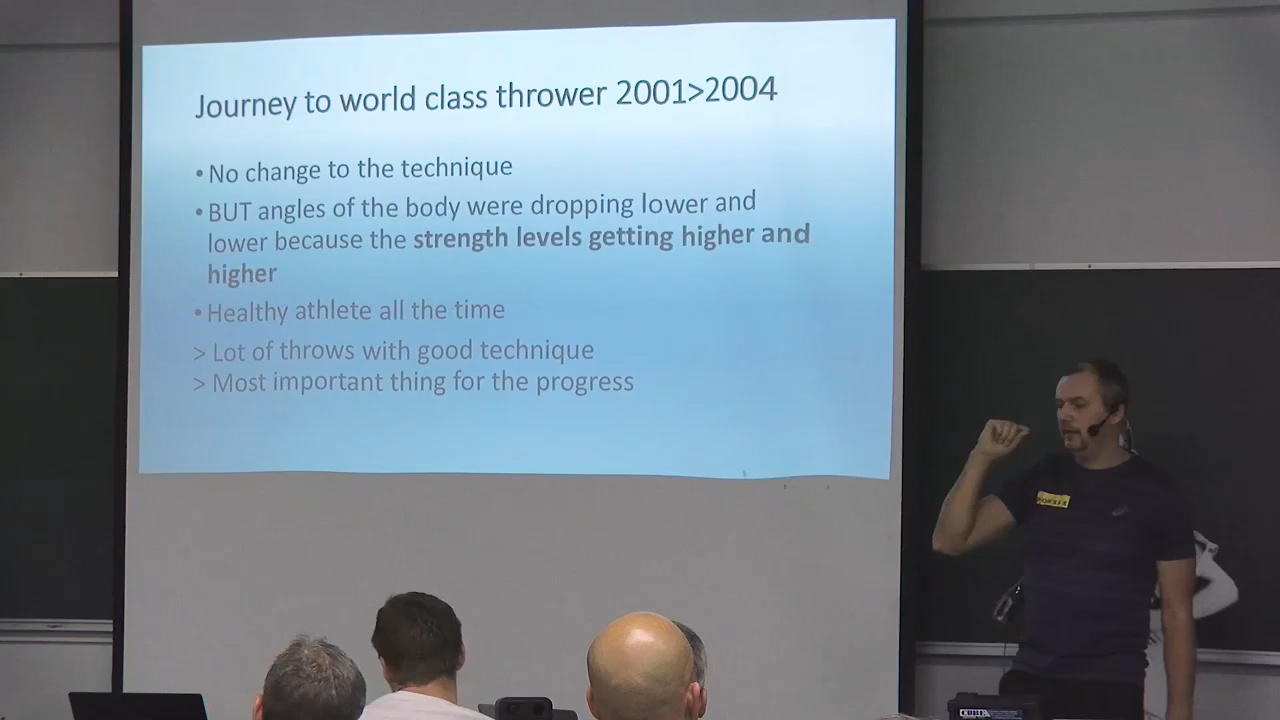 Journey to world class thrower 2001>2004
• No change to the technique
• BUT angles of the body were dropping lower and
lower because the strength levels getting higher and
higher
• Healthy athlete all the time
> Lot of throws with good technique
> Most important thing for the progress
CUBE